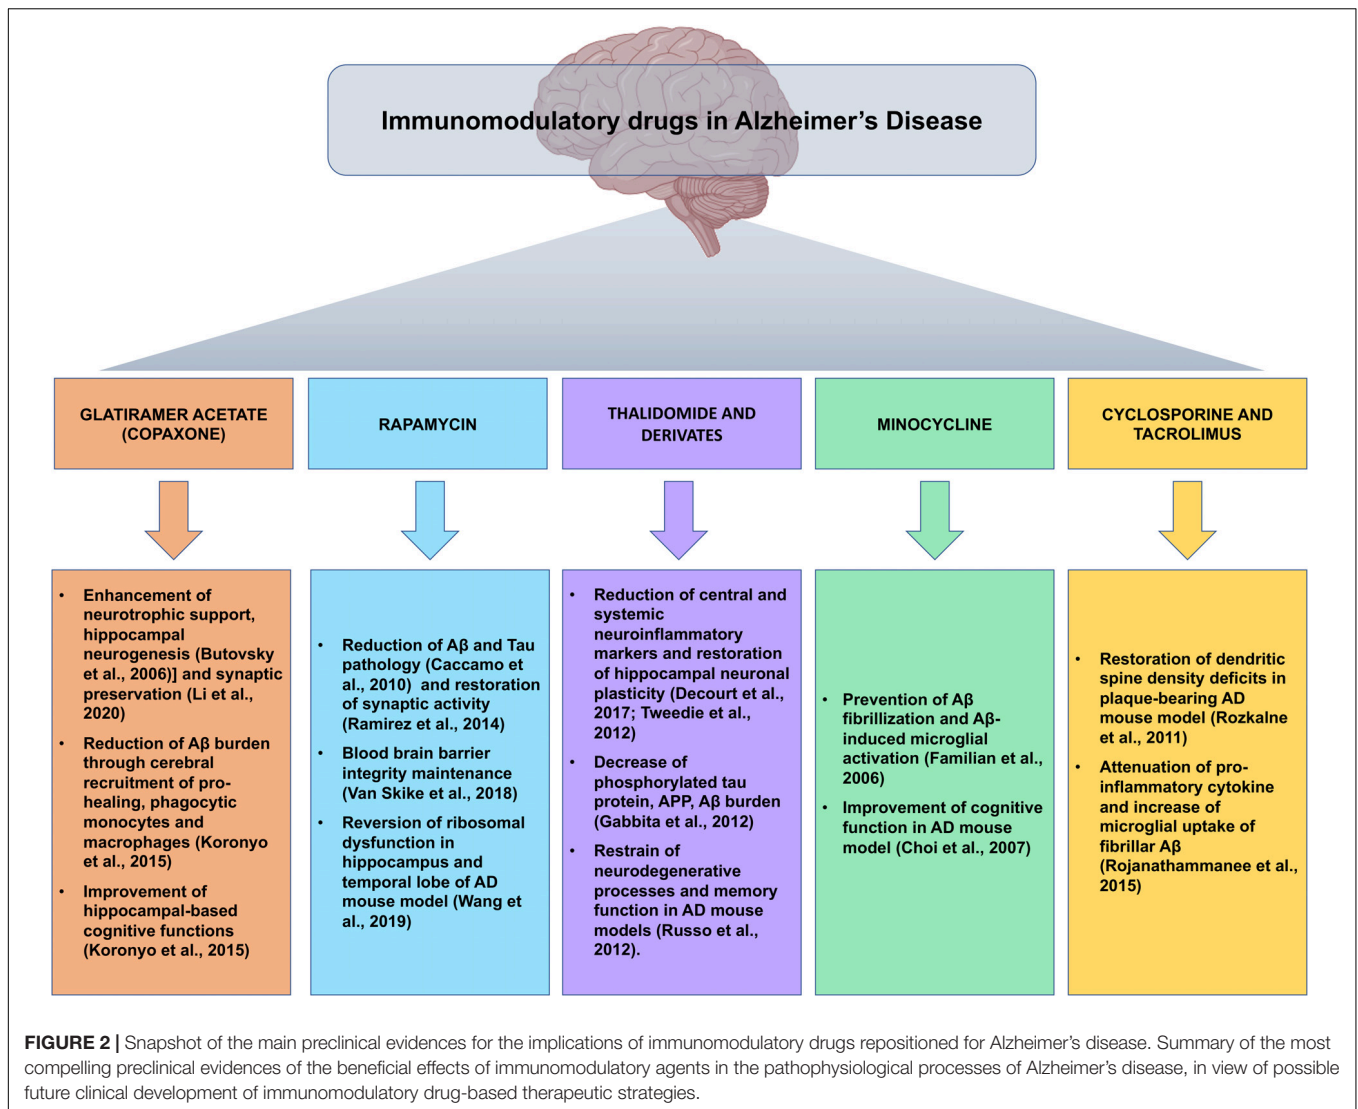 Immunomodulatory drugs in Alzheimer's Disease
GLATIRAMER ACETATE
(COPAXONE)
RAPAMYCIN
THALIDOMIDE AND
DERIVATES
MINOCYCLINE
CYCLOSPORINE AND
TACROLIMUS
• Enhancement of
neurotrophic support,
hippocampal
neurogenesis (Butovsky
et al., 2006)] and synaptic
preservation (Li et al.,
2020)
• Reduction of Aβ burden
through cerebral
recruitment of pro-
healing, phagocytic
monocytes and
macrophages (Koronyo
et al., 2015)
• Improvement of
hippocampal-based
cognitive functions
(Koronyo et al., 2015)
• Reduction of Aβ and Tau
pathology (Caccamo et
al., 2010) and restoration
of synaptic activity
(Ramirez et al., 2014)
• Blood brain barrier
integrity maintenance
(Van Skike et al., 2018)
• Reversion of ribosomal
dysfunction in
hippocampus and
temporal lobe of AD
mouse model (Wang et
al., 2019)
• Reduction of central and
systemic
neuroinflammatory
markers and restoration
of hippocampal neuronal
plasticity (Decourt et al.,
2017; Tweedie et al.,
2012)
• Decrease of
phosphorylated tau
protein, APP, Aβ burden
(Gabbita et al., 2012)
• Restrain of
neurodegenerative
processes and memory
function in AD mouse
models (Russo et al.,
2012).
• Prevention of Aβ
fibrillization and Aβ-
induced microglial
activation (Familian et al.,
2006)
• Improvement of cognitive
function in AD mouse
model (Choi et al., 2007)
• Restoration of dendritic
spine density deficits in
plaque-bearing AD
mouse model (Rozkalne
et al., 2011)
• Attenuation of pro-
inflammatory cytokine
and increase of
microglial uptake of
fibrillar Aβ
(Rojanathammanee et al.,
2015)
FIGURE 2 | Snapshot of the main preclinical evidences for the implications of immunomodulatory drugs repositioned for Alzheimer's disease. Summary of the most
compelling preclinical evidences of the beneficial effects of immunomodulatory agents in the pathophysiological processes of Alzheimer's disease, in view of possible
future clinical development of immunomodulatory drug-based therapeutic strategies.